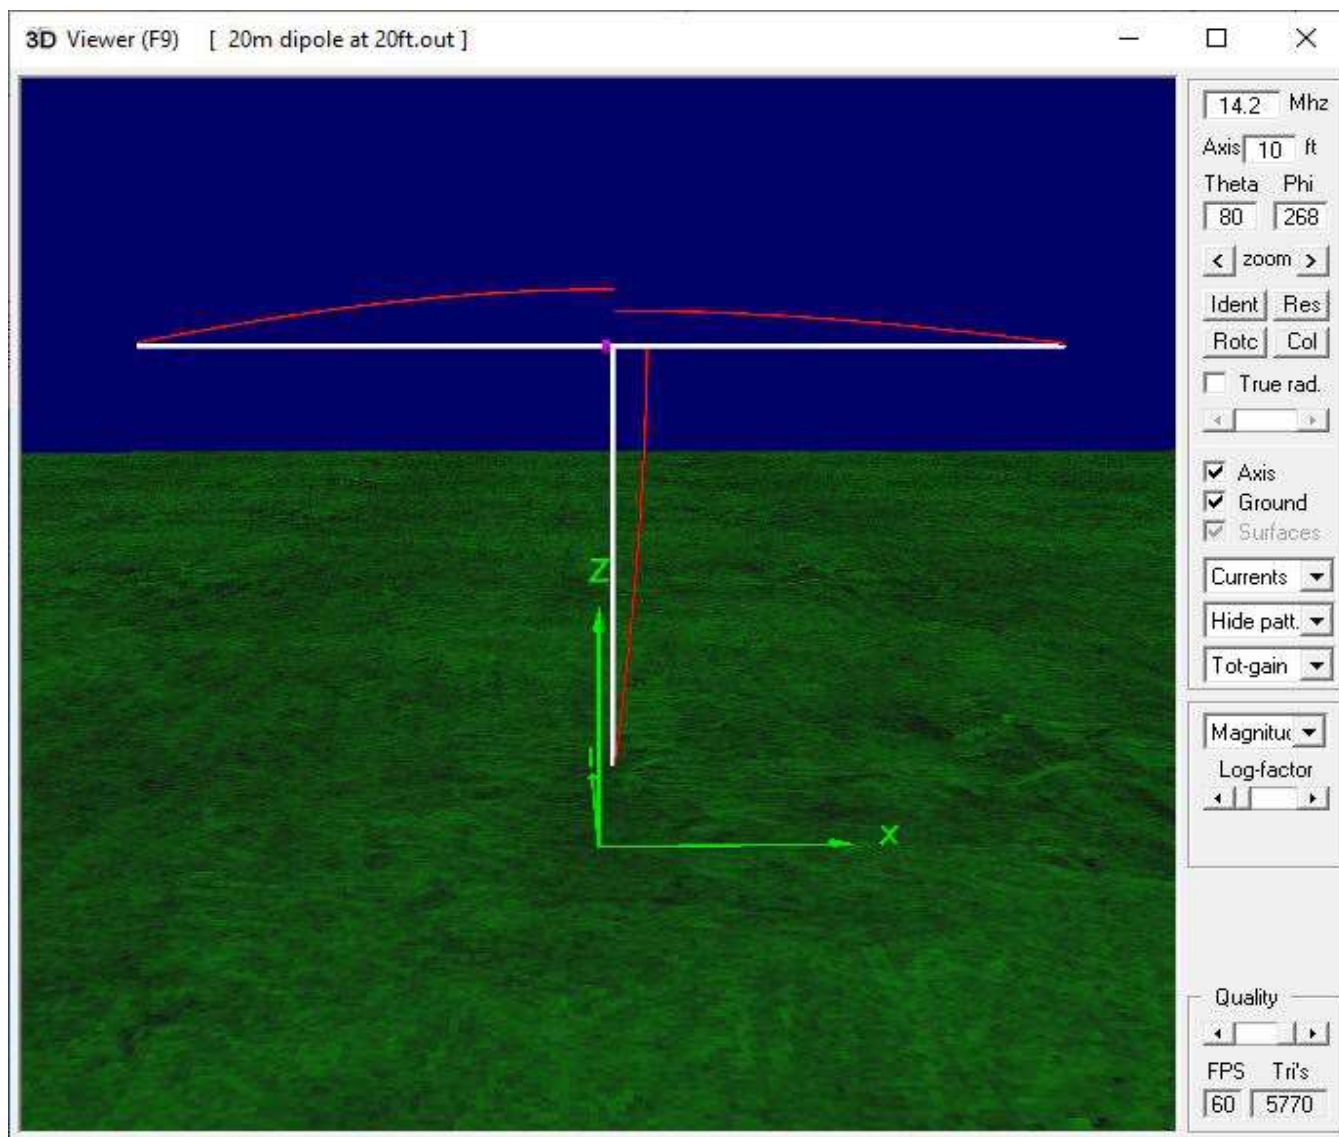 3D Viewer (F9) [ 20m dipole at 20ft.out ]
14.2 Mhz
Axis 10 ft
Theta Phi
80 268
< zoom >
Ident Res
Rotc Col
True rad.
Axis
Ground
Surfaces
Currents
Hide patt.
Tot-gain
Magnitu
Log-factor
Z
X
Quality
FPS Tri's
60 5770